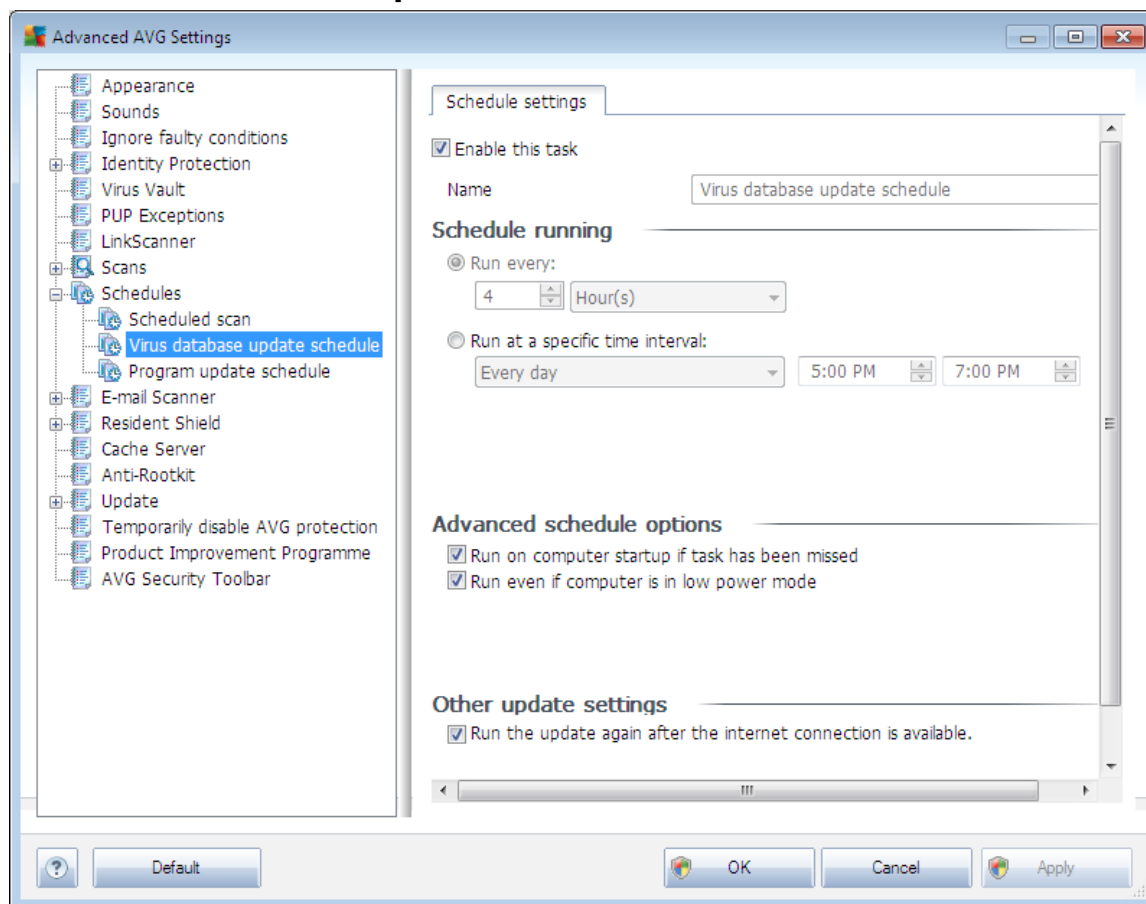 Advanced AVG Settings
Appearance
Sounds
Ignore faulty conditions
Identity Protection
Virus Vault
PUP Exceptions
LinkScanner
Scans
Schedules
Scheduled scan
Virus database update schedule
Program update schedule
E-mail Scanner
Resident Shield
Cache Server
Anti-Rootkit
Update
Temporarily disable AVG protection
Product Improvement Programme
AVG Security Toolbar
Schedule settings
Enable this task
Name Virus database update schedule
Schedule running
Run every:
4 Hour(s)
Run at a specific time interval:
Every day 5:00 PM 7:00 PM
Advanced schedule options
Run on computer startup if task has been missed
Run even if computer is in low power mode
Other update settings
Run the update again after the internet connection is available.
? Default OK Cancel Apply